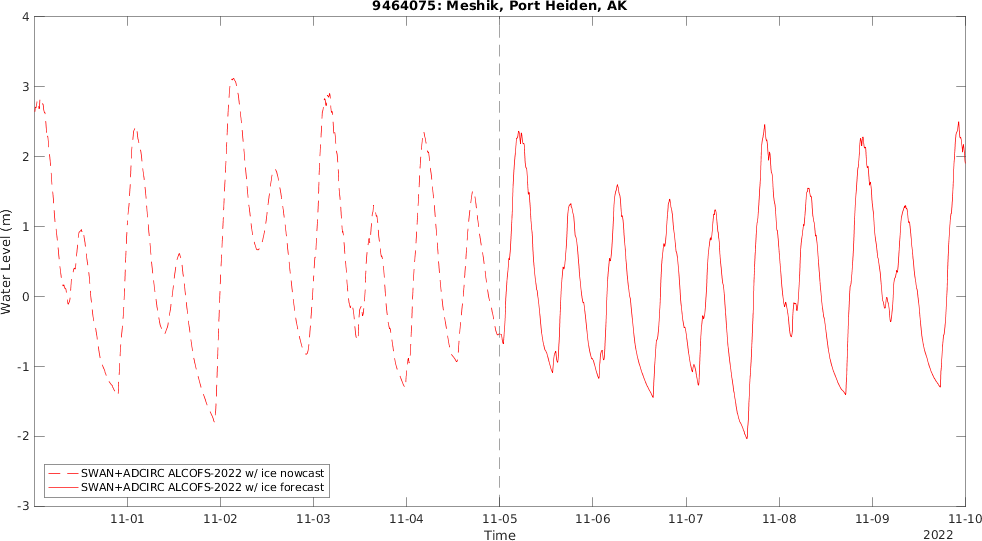 9464075: Meshik, Port Heiden, AK
4
3
2
1
0
-1
-2
-3
Water Level (m)
SWAN+ADCIRC ALCOFS-2022 w/ ice nowcast
SWAN+ADCIRC ALCOFS-2022 w/ ice forecast
11-01 11-02 11-03 11-04 11-05 11-06 11-07 11-08 11-09 11-10
Time
2022